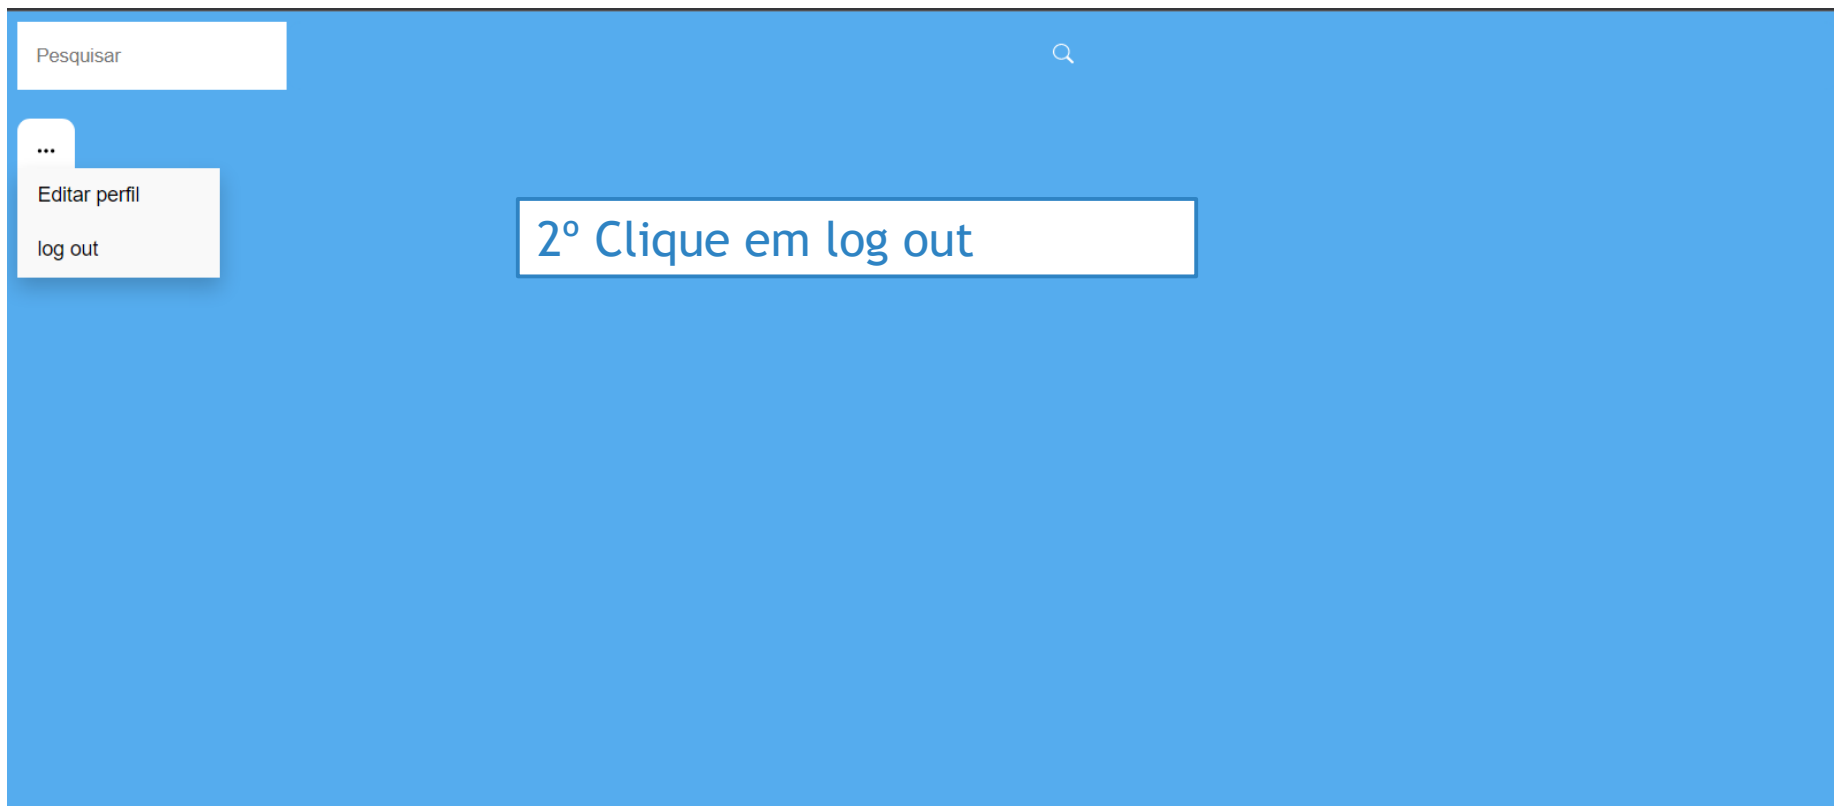 Pesquisar
...
Editar perfil
log out
2º Clique em log out